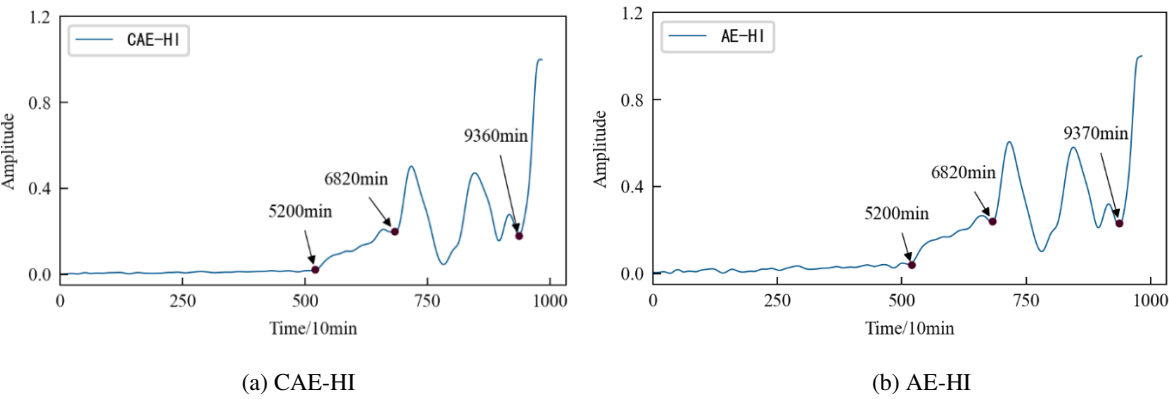 1.2
CAE-HI
0.8
Amplitude
9360min
6820min
0.4
5200min
0.0
0 250 500 750 1000
Time/10min
(a) CAE-HI
1.2
AE-HI
0.8
Amplitude
9370min
6820min
0.4
5200min
0.0
0 250 500 750 1000
Time/10min
(b) AE-HI